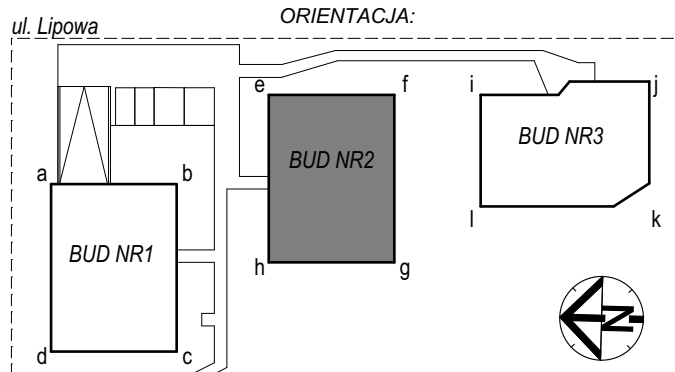 ORIENTACJA:
ul. Lipowa
e f i j
BUD NR3
BUD NR2
a b
l k
BUD NR1
h g
N
d c